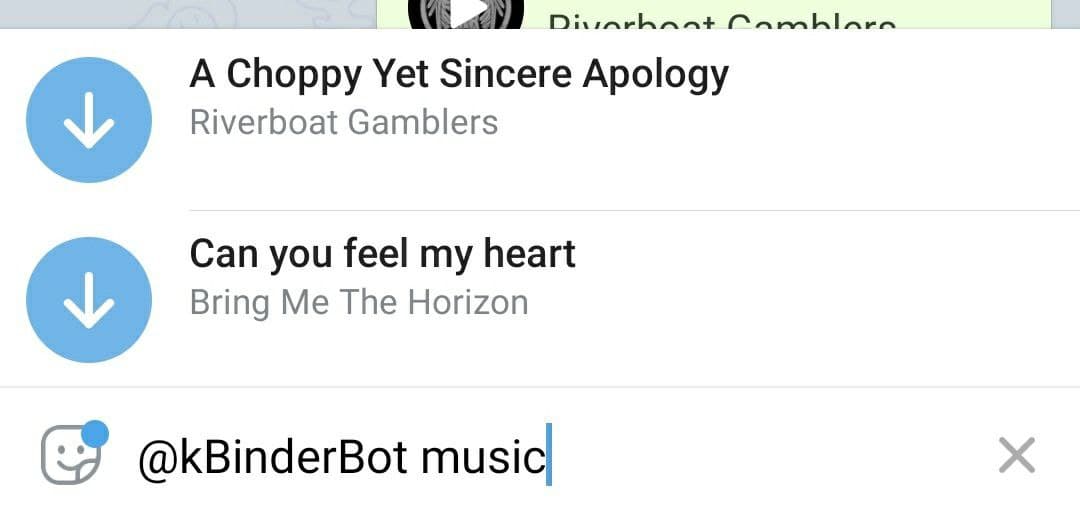 Riverboat Gamblers
A Choppy Yet Sincere Apology
Riverboat Gamblers
Can you feel my heart
Bring Me The Horizon
@kBinderBot music